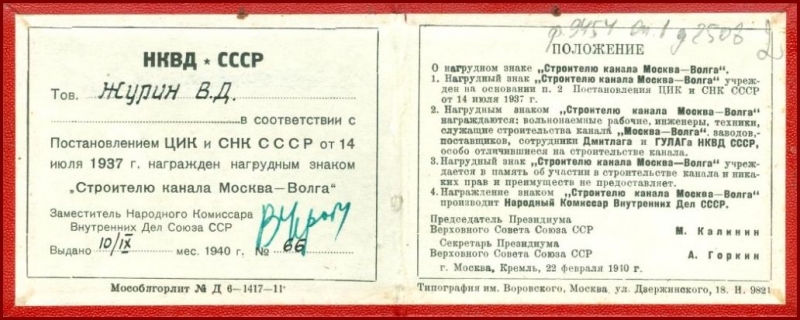 НКВД ★ СССР
Тов. Журин В.Д.
в соответствии с
Постановлением ЦИК и СНК СССР от 14
июля 1937 г. награжден нагрудным знаком
„Строителю канала Москва—Волга“
Заместитель Народного Комиссара
Внутренних Дел Союза ССР
Выдано 10/IX мес. 1940 г. № 66
Мособлгорлит № Д 6—1417—11
ф. 9454 Оп. 1
ПОЛОЖЕНИЕ
О нагрудном знаке „Строителю канала Москва—Волга“.
1. Нагрудный знак „Строителю канала Москва—Волга“ учреж-
ден на основании п. 2 Постановления ЦИК и СНК СССР
от 14 июля 1937 г.
2. Нагрудным знаком „Строителю канала Москва—Волга“
награждаются: вольнонаемные рабочие, инженеры, техники,
служащие строительства канала „Москва—Волга“, заводов,-
поставщиков, сотрудники Дмитлага и ГУЛАГа НКВД СССР,
особо отличившиеся на строительстве канала.
3. Нагрудный знак „Строителю канала Москва—Волга“ учреж-
дается в память об участии в строительстве канала и ника-
ких прав и преимуществ не предоставляет.
4. Награждение знаком „Строителю канала Москва—Волга“
производит Народный Комиссар Внутренних Дел СССР.
Председатель Президиума
Верховного Совета Союза ССР М. Калинин
Секретарь Президиума
Верховного Совета Союза ССР А. Горкин
г. Москва, Кремль, 22 февраля 1940 г.
Типография им. Воровского, Москва, ул. Дзержинского, 18. И. 9821